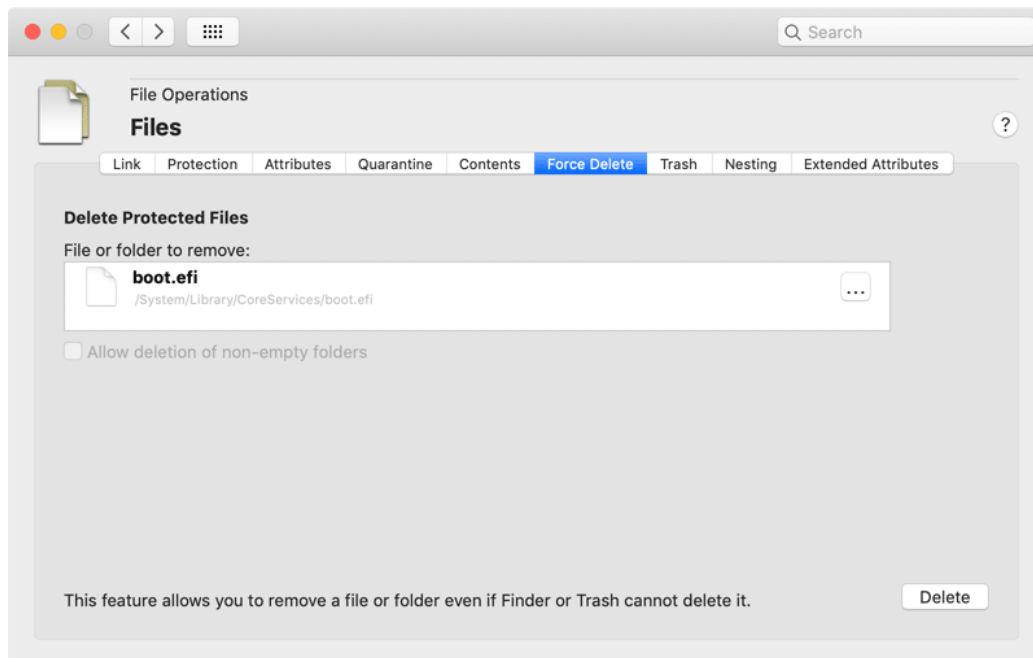 Search
File Operations
Files
?
Link Protection Attributes Quarantine Contents Force Delete Trash Nesting Extended Attributes
Delete Protected Files
File or folder to remove:
boot.efi
...
/System/Library/CoreServices/boot.efi
Allow deletion of non-empty folders
This feature allows you to remove a file or folder even if Finder or Trash cannot delete it.
Delete